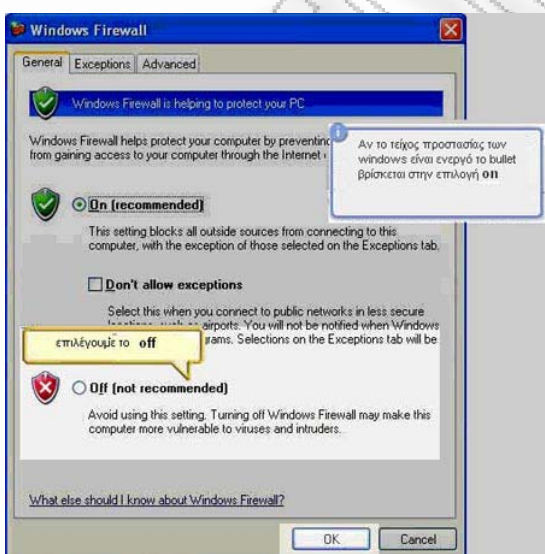 Windows Firewall
General Exceptions Advanced
Windows Firewall is helping to protect your PC
Windows Firewall helps protect your computer by preventing
from gaining access to your computer through the Internet
Αν το τείχος προστασίας των
windows είναι ενεργό το bullet
βρίσκεται στην επιλογή on
On (recommended)
This setting blocks all outside sources from connecting to this
computer, with the exception of those selected on the Exceptions tab.
Don't allow exceptions
Select this when you connect to public networks in less secure
airports. You will not be notified when Windows
rams. Selections on the Exceptions tab will be
επιλέγουμε το off
Off (not recommended)
Avoid using this setting. Turning off Windows Firewall may make this
computer more vulnerable to viruses and intruders.
What else should I know about Windows Firewall?
OK Cancel